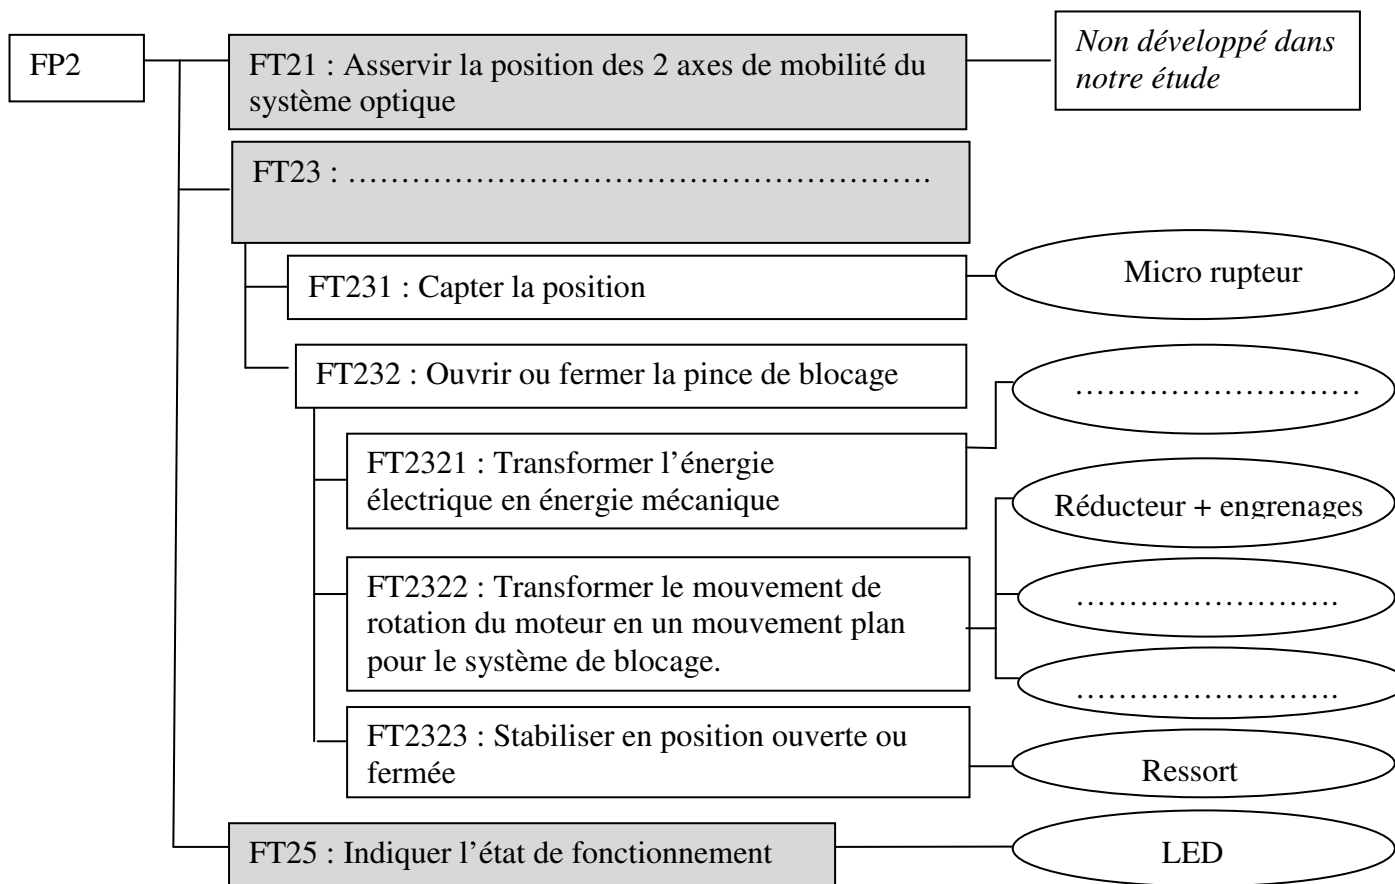 FP2
FT21 : Asservir la position des 2 axes de mobilité du
système optique
Non développé dans
notre étude
FT23 : …………………………………………………….
FT231 : Capter la position
Micro rupteur
FT232 : Ouvrir ou fermer la pince de blocage
………………………
FT2321 : Transformer l’énergie
électrique en énergie mécanique
Réducteur + engrenages
FT2322 : Transformer le mouvement de
rotation du moteur en un mouvement plan
pour le système de blocage.
…………………….
…………………….
FT2323 : Stabiliser en position ouverte ou
fermée
Ressort
FT25 : Indiquer l’état de fonctionnement
LED